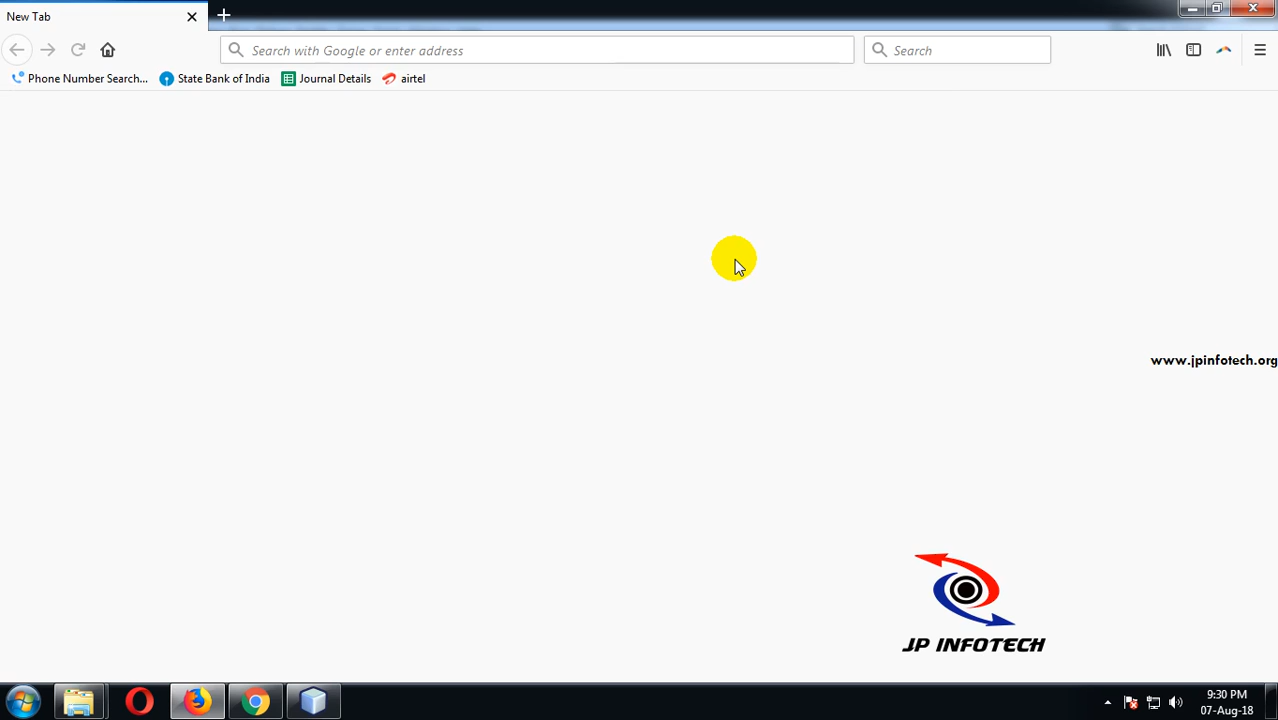 New Tab
Search with Google or enter address
Search
Phone Number Search...
State Bank of India
Journal Details
airtel
www.jpinfotech.org
JP INFOTECH
9:30 PM
07-Aug-18